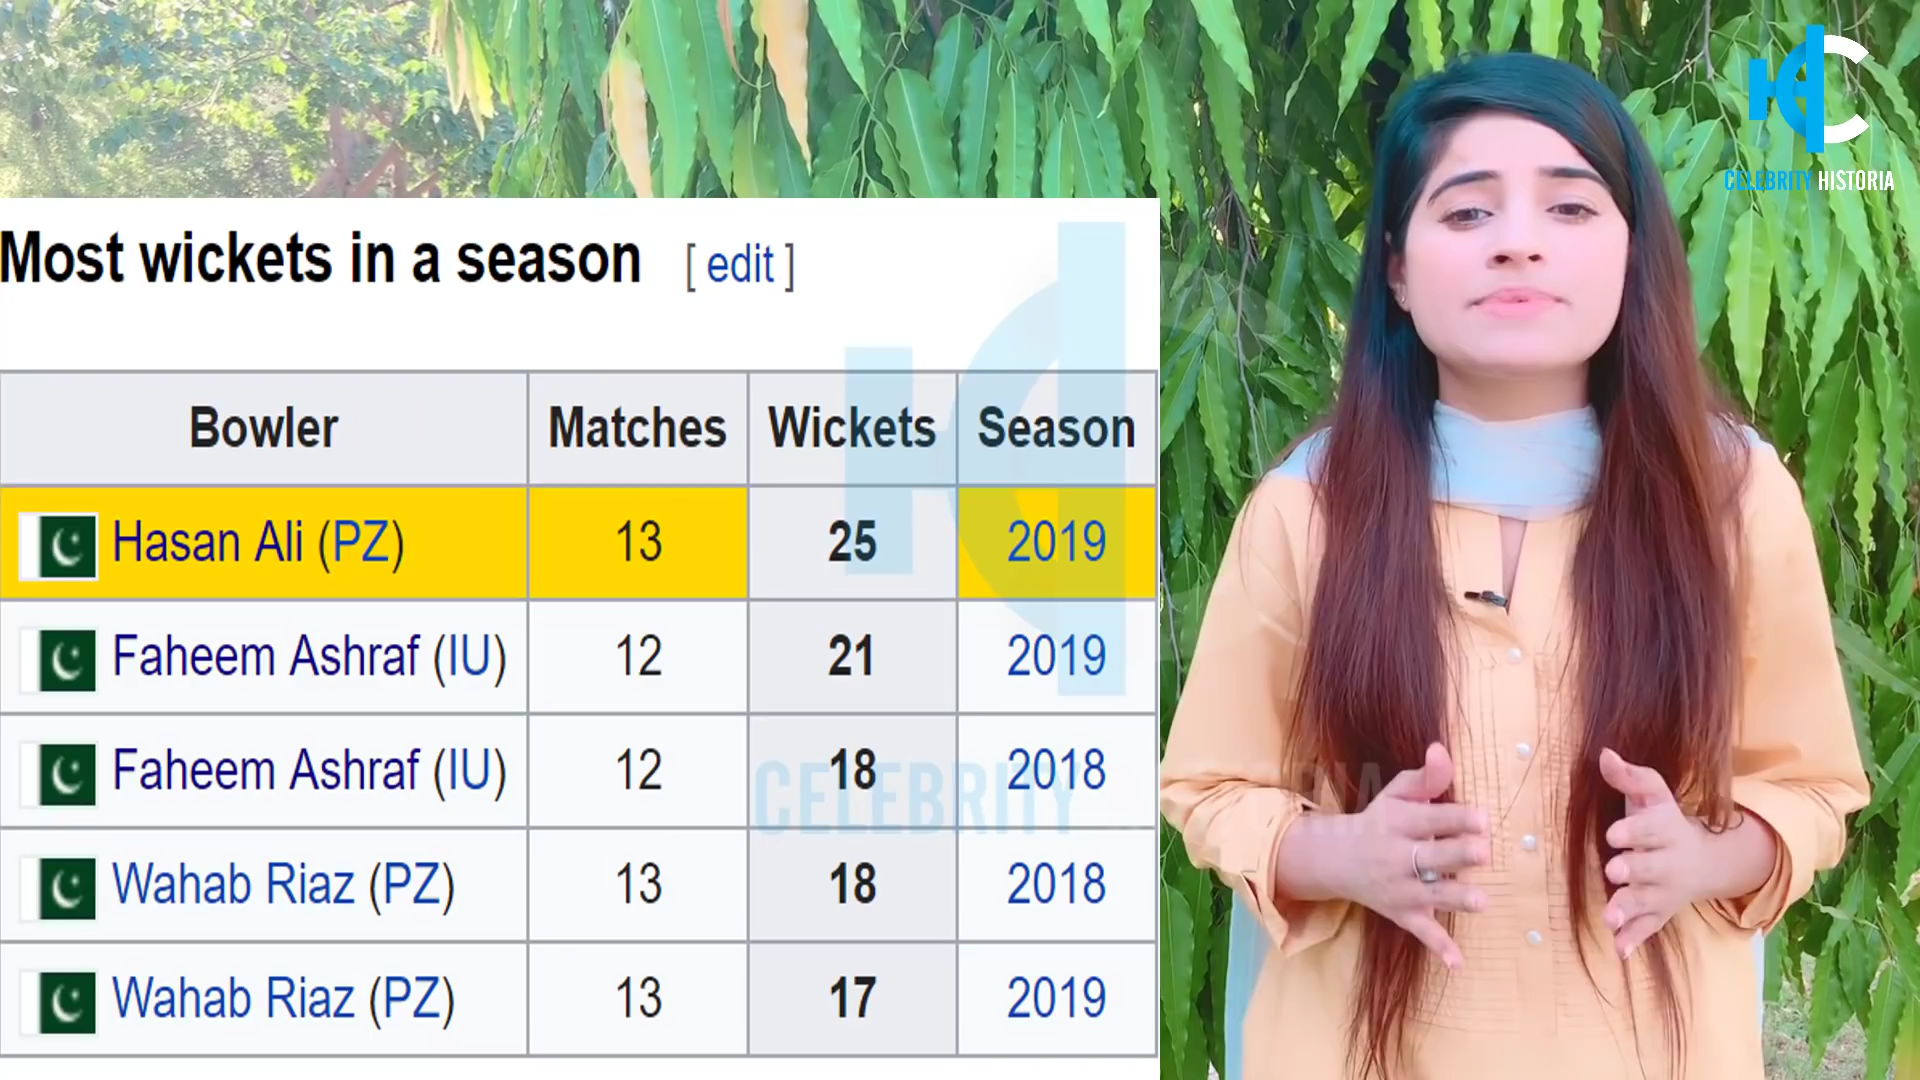 CELEBRITY HISTORIA
Most wickets in a season [ edit ]
Bowler Matches Wickets Season
Hasan Ali (PZ) 13 25 2019
Faheem Ashraf (IU) 12 21 2019
Faheem Ashraf (IU) 12 18 2018
Wahab Riaz (PZ) 13 18 2018
Wahab Riaz (PZ) 13 17 2019
CELEBRITY HISTORIA